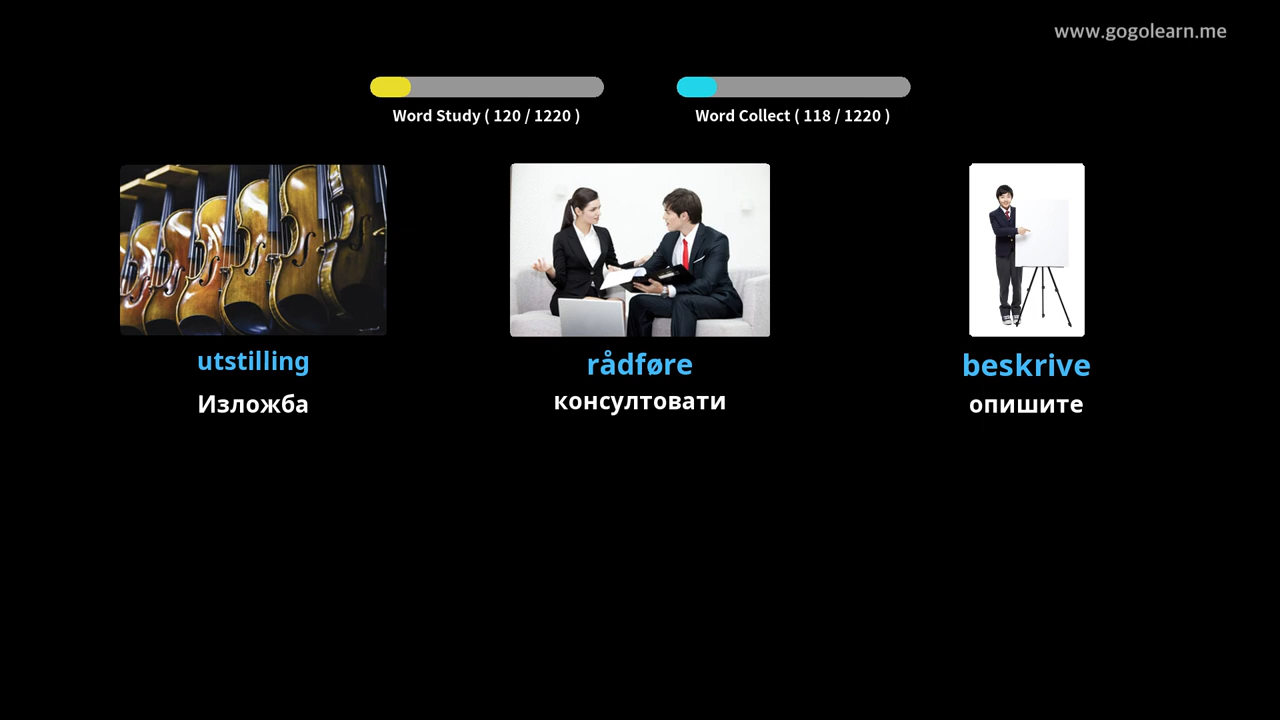 www.gogolearn.me
Word Study ( 120 / 1220 )
Word Collect ( 118 / 1220 )
utstilling
rådføre
beskrive
Изложба
консултовати
опишите